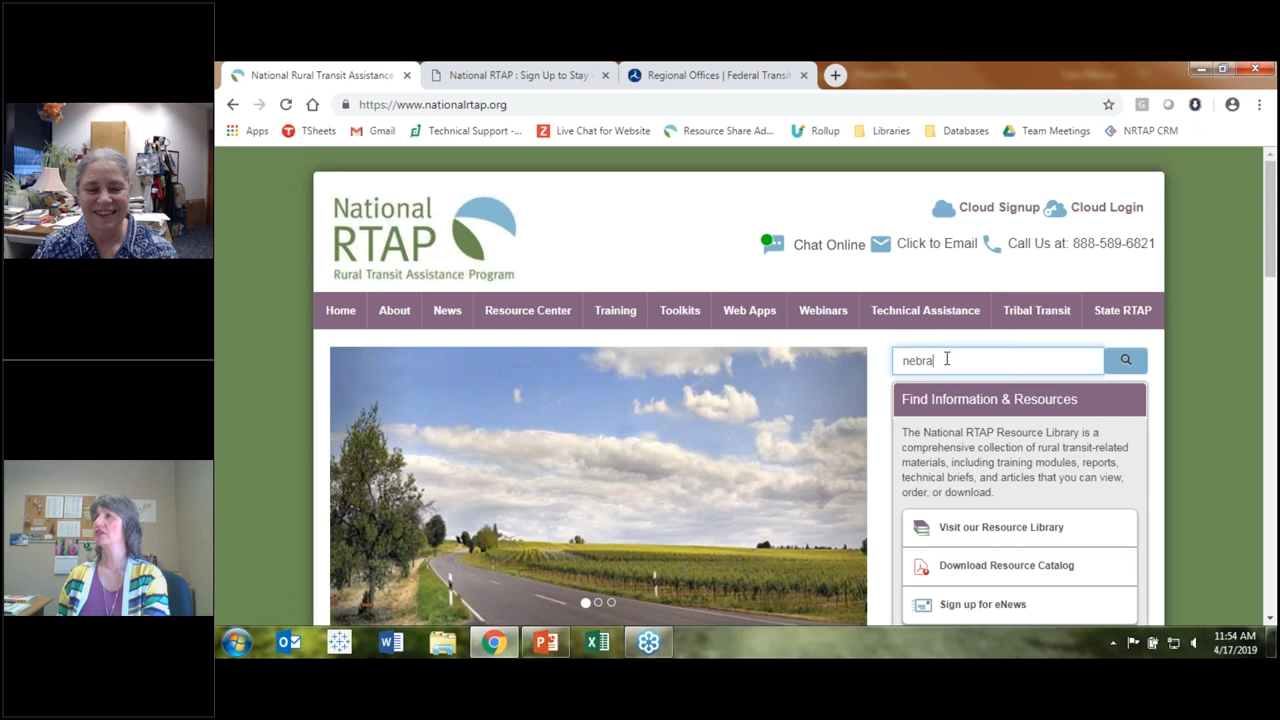 National Rural Transit Assistance
National RTAP : Sign Up to Stay
Regional Offices | Federal Transit
https://www.nationalrtap.org
Apps
TSheets
Gmail
Technical Support -...
Live Chat for Website
Resource Share Ad...
Rollup
Libraries
Databases
Team Meetings
NRTAP CRM
National
RTAP
Rural Transit Assistance Program
Cloud Signup
Cloud Login
Chat Online
Click to Email
Call Us at: 888-589-6821
Home
About
News
Resource Center
Training
Toolkits
Web Apps
Webinars
Technical Assistance
Tribal Transit
State RTAP
nebra
Find Information & Resources
The National RTAP Resource Library is a
comprehensive collection of rural transit-related
materials, including training modules, reports,
technical briefs, and articles that you can view,
order, or download.
Visit our Resource Library
Download Resource Catalog
Sign up for eNews
11:54 AM
4/17/2019